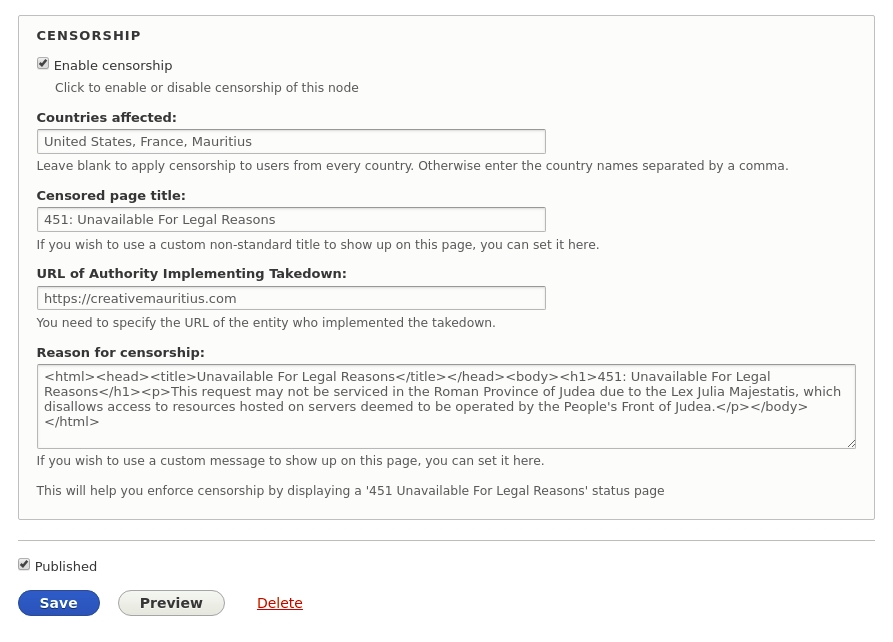 CENSORSHIP
Enable censorship
Click to enable or disable censorship of this node
Countries affected:
United States, France, Mauritius
Leave blank to apply censorship to users from every country. Otherwise enter the country names separated by a comma.
Censored page title:
451: Unavailable For Legal Reasons
If you wish to use a custom non-standard title to show up on this page, you can set it here.
URL of Authority Implementing Takedown:
https://creativemauritius.com
You need to specify the URL of the entity who implemented the takedown.
Reason for censorship:
<html><head><title>Unavailable For Legal Reasons</title></head><body><h1>451: Unavailable For Legal
Reasons</h1><p>This request may not be serviced in the Roman Province of Judea due to the Lex Julia Majestatis, which
disallows access to resources hosted on servers deemed to be operated by the People's Front of Judea.</p></body>
</html>
If you wish to use a custom message to show up on this page, you can set it here.
This will help you enforce censorship by displaying a '451 Unavailable For Legal Reasons' status page
Published
Save Preview Delete